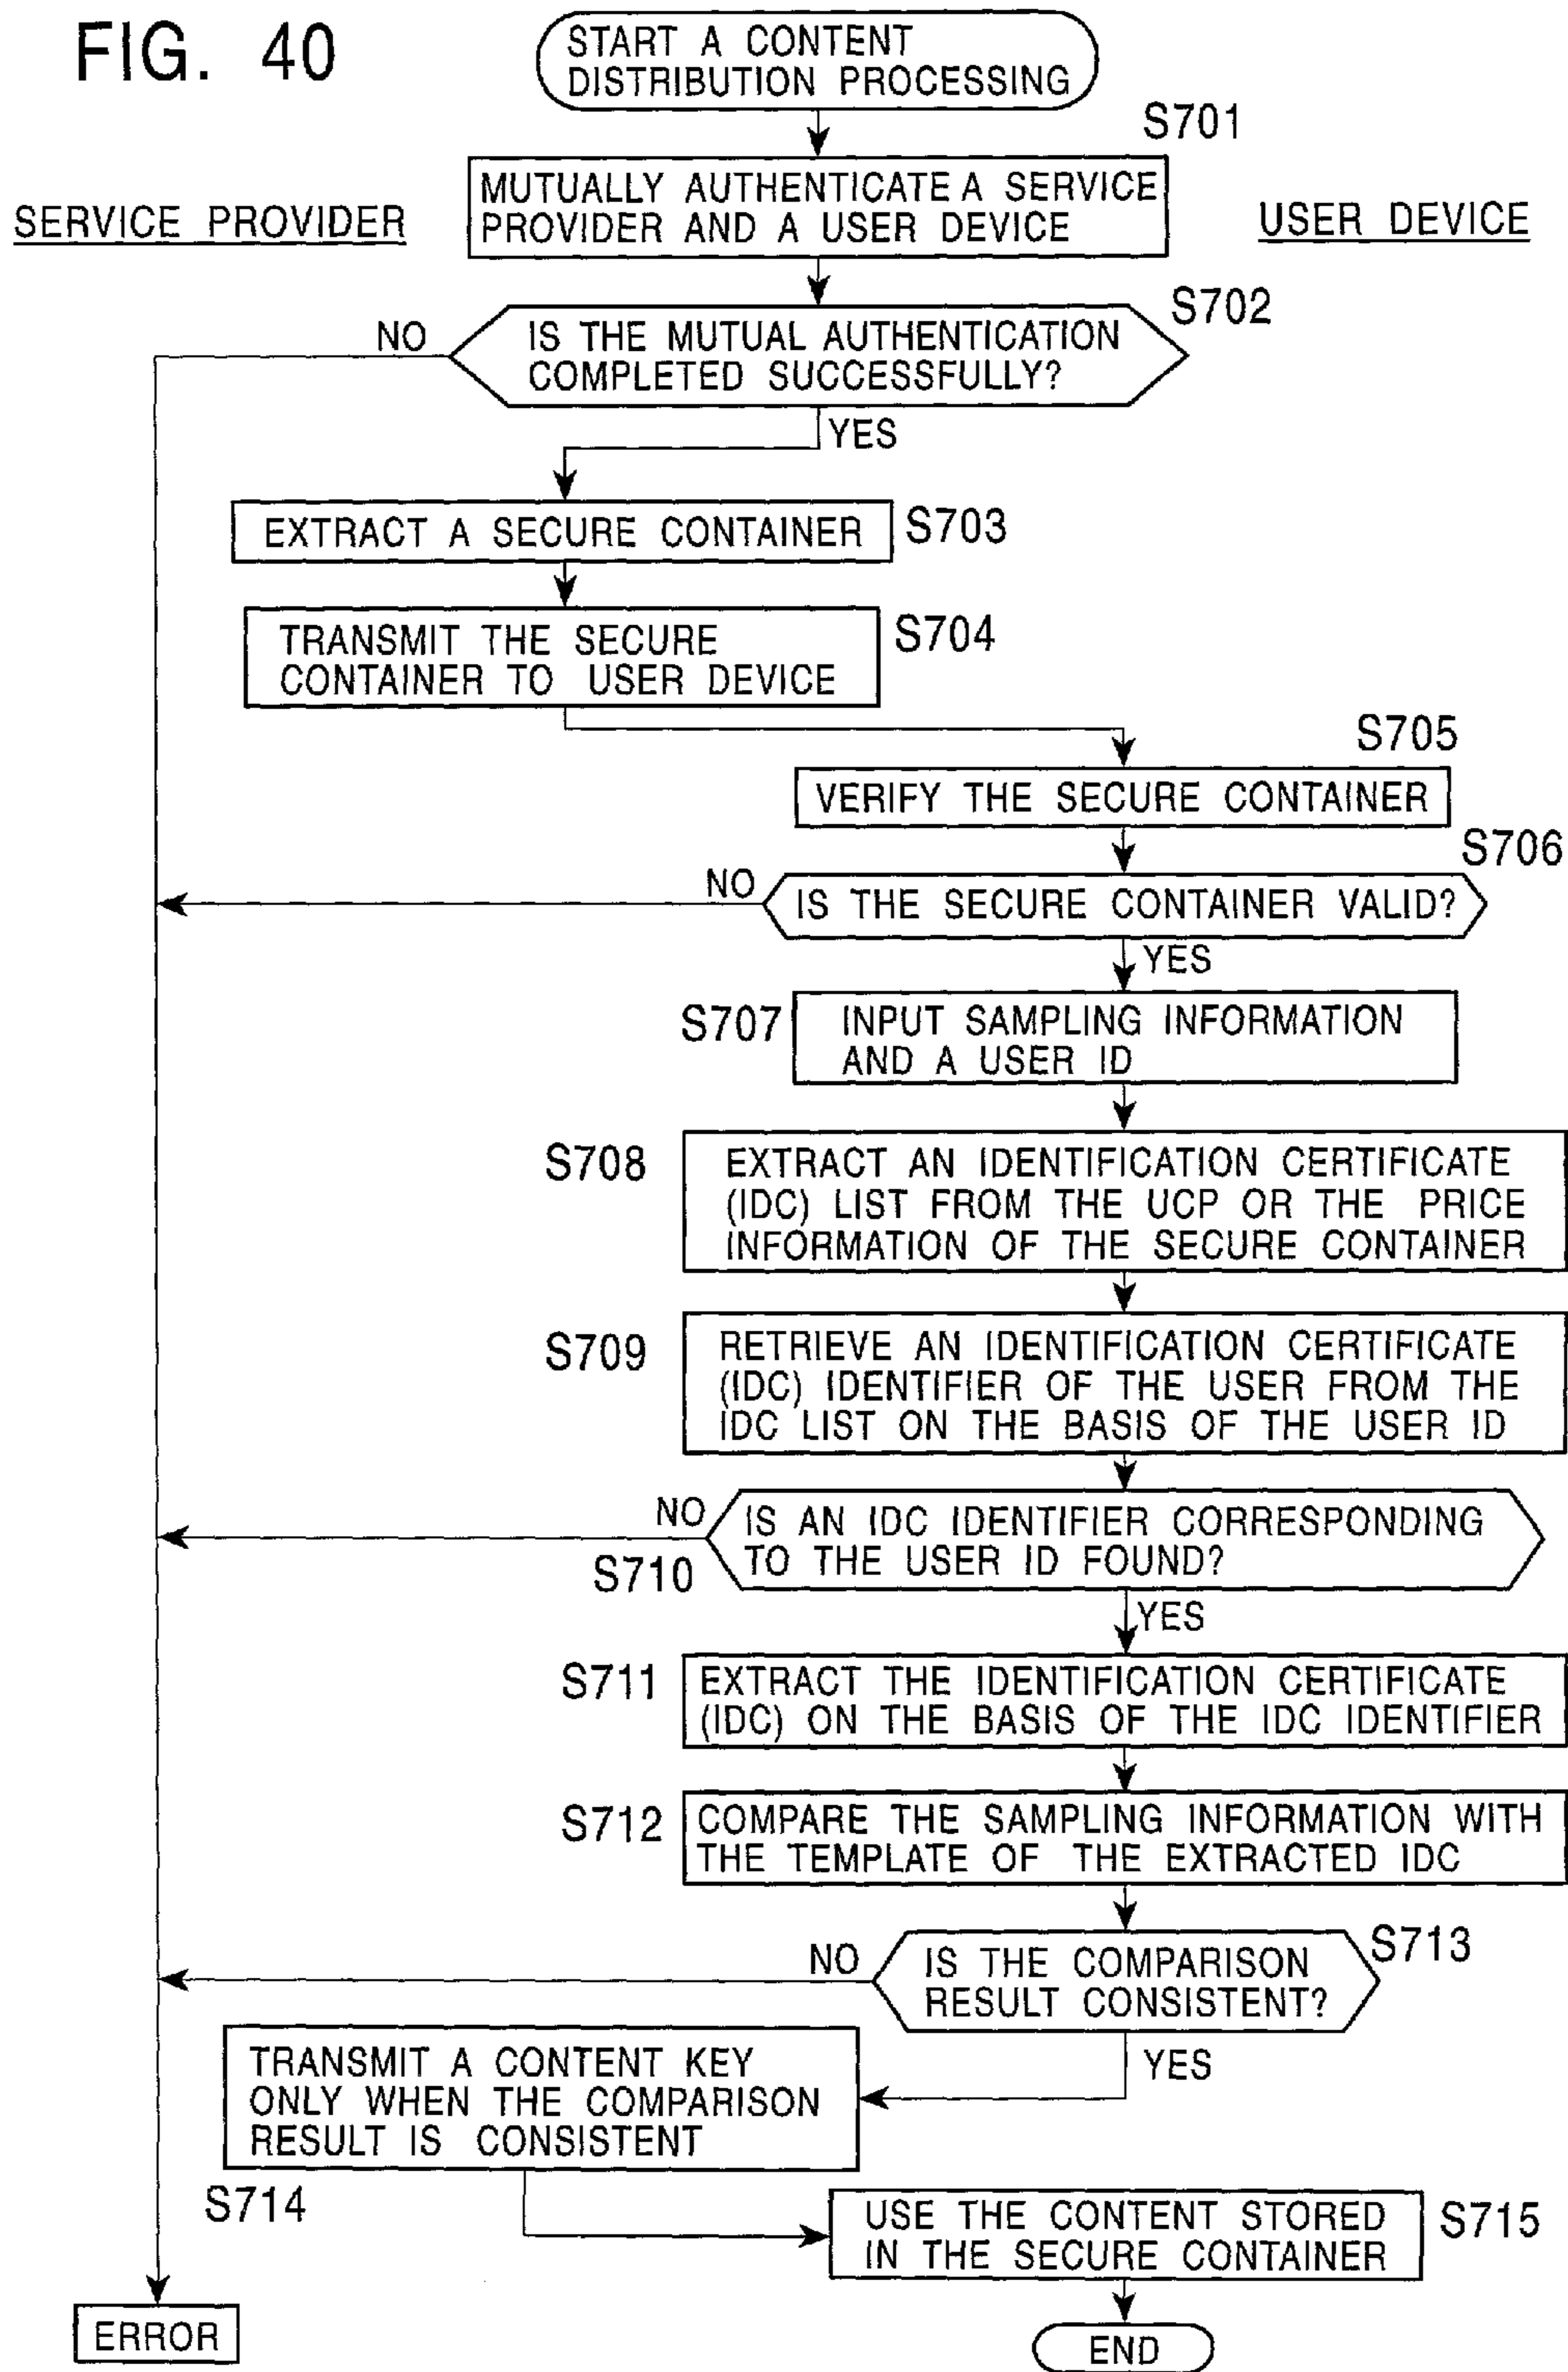 FIG. 40
START A CONTENT
DISTRIBUTION PROCESSING
S701
SERVICE PROVIDER
MUTUALLY AUTHENTICATE A SERVICE
PROVIDER AND A USER DEVICE
USER DEVICE
S702
NO
IS THE MUTUAL AUTHENTICATION
COMPLETED SUCCESSFULLY?
YES
EXTRACT A SECURE CONTAINER
S703
TRANSMIT THE SECURE
CONTAINER TO USER DEVICE
S704
S705
VERIFY THE SECURE CONTAINER
S706
NO
IS THE SECURE CONTAINER VALID?
YES
S707
INPUT SAMPLING INFORMATION
AND A USER ID
S708
EXTRACT AN IDENTIFICATION CERTIFICATE
(IDC) LIST FROM THE UCP OR THE PRICE
INFORMATION OF THE SECURE CONTAINER
S709
RETRIEVE AN IDENTIFICATION CERTIFICATE
(IDC) IDENTIFIER OF THE USER FROM THE
IDC LIST ON THE BASIS OF THE USER ID
NO
IS AN IDC IDENTIFIER CORRESPONDING
TO THE USER ID FOUND?
S710
YES
S711
EXTRACT THE IDENTIFICATION CERTIFICATE
(IDC) ON THE BASIS OF THE IDC IDENTIFIER
S712
COMPARE THE SAMPLING INFORMATION WITH
THE TEMPLATE OF THE EXTRACTED IDC
S713
NO
IS THE COMPARISON
RESULT CONSISTENT?
YES
TRANSMIT A CONTENT KEY
ONLY WHEN THE COMPARISON
RESULT IS CONSISTENT
S714
USE THE CONTENT STORED
IN THE SECURE CONTAINER
S715
ERROR
END